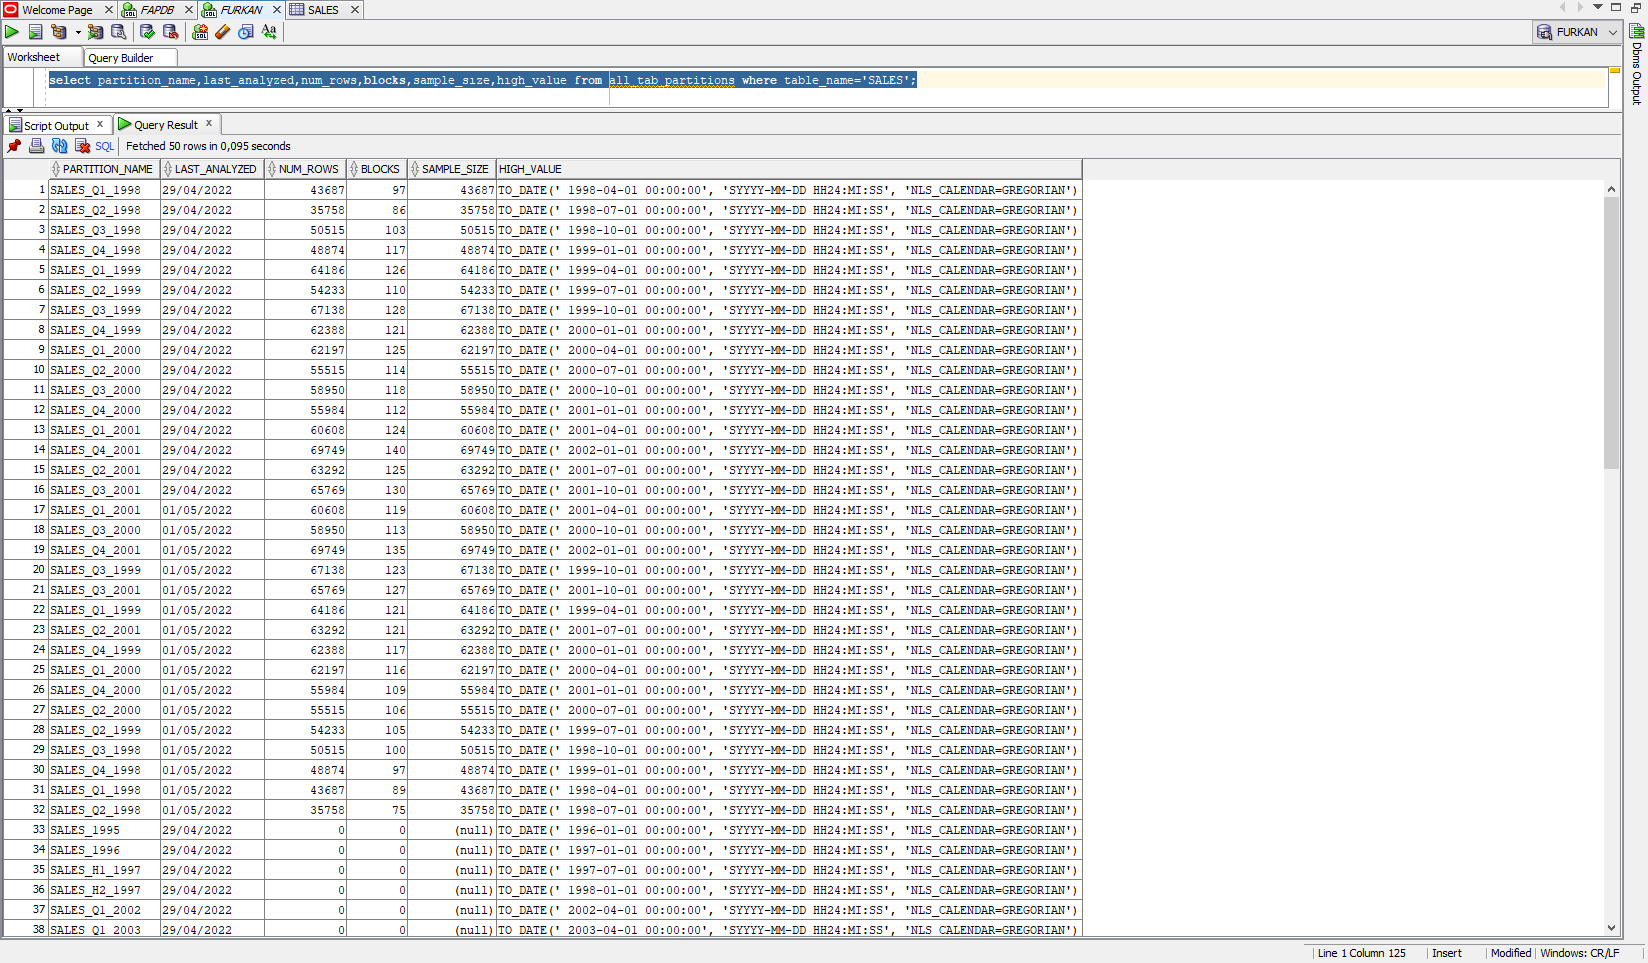 Welcome Page FAPDB FURKAN SALES
SQL Aa FURKAN
Worksheet Query Builder
select partition_name,last_analyzed,num_rows,blocks,sample_size,high_value from all_tab_partitions where table_name='SALES';
Dbms Output
Script Output Query Result
SQL Fetched 50 rows in 0,095 seconds
PARTITION_NAME LAST_ANALYZED NUM_ROWS BLOCKS SAMPLE_SIZE HIGH_VALUE
1 SALES_Q1_1998 29/04/2022 43687 97 43687 TO_DATE(' 1998-04-01 00:00:00', 'SYYYY-MM-DD HH24:MI:SS', 'NLS_CALENDAR=GREGORIAN')
2 SALES_Q2_1998 29/04/2022 35758 86 35758 TO_DATE(' 1998-07-01 00:00:00', 'SYYYY-MM-DD HH24:MI:SS', 'NLS_CALENDAR=GREGORIAN')
3 SALES_Q3_1998 29/04/2022 50515 103 50515 TO_DATE(' 1998-10-01 00:00:00', 'SYYYY-MM-DD HH24:MI:SS', 'NLS_CALENDAR=GREGORIAN')
4 SALES_Q4_1998 29/04/2022 48874 117 48874 TO_DATE(' 1999-01-01 00:00:00', 'SYYYY-MM-DD HH24:MI:SS', 'NLS_CALENDAR=GREGORIAN')
5 SALES_Q1_1999 29/04/2022 64186 126 64186 TO_DATE(' 1999-04-01 00:00:00', 'SYYYY-MM-DD HH24:MI:SS', 'NLS_CALENDAR=GREGORIAN')
6 SALES_Q2_1999 29/04/2022 54233 110 54233 TO_DATE(' 1999-07-01 00:00:00', 'SYYYY-MM-DD HH24:MI:SS', 'NLS_CALENDAR=GREGORIAN')
7 SALES_Q3_1999 29/04/2022 67138 128 67138 TO_DATE(' 1999-10-01 00:00:00', 'SYYYY-MM-DD HH24:MI:SS', 'NLS_CALENDAR=GREGORIAN')
8 SALES_Q4_1999 29/04/2022 62388 121 62388 TO_DATE(' 2000-01-01 00:00:00', 'SYYYY-MM-DD HH24:MI:SS', 'NLS_CALENDAR=GREGORIAN')
9 SALES_Q1_2000 29/04/2022 62197 125 62197 TO_DATE(' 2000-04-01 00:00:00', 'SYYYY-MM-DD HH24:MI:SS', 'NLS_CALENDAR=GREGORIAN')
10 SALES_Q2_2000 29/04/2022 55515 114 55515 TO_DATE(' 2000-07-01 00:00:00', 'SYYYY-MM-DD HH24:MI:SS', 'NLS_CALENDAR=GREGORIAN')
11 SALES_Q3_2000 29/04/2022 58950 118 58950 TO_DATE(' 2000-10-01 00:00:00', 'SYYYY-MM-DD HH24:MI:SS', 'NLS_CALENDAR=GREGORIAN')
12 SALES_Q4_2000 29/04/2022 55984 112 55984 TO_DATE(' 2001-01-01 00:00:00', 'SYYYY-MM-DD HH24:MI:SS', 'NLS_CALENDAR=GREGORIAN')
13 SALES_Q1_2001 29/04/2022 60608 124 60608 TO_DATE(' 2001-04-01 00:00:00', 'SYYYY-MM-DD HH24:MI:SS', 'NLS_CALENDAR=GREGORIAN')
14 SALES_Q4_2001 29/04/2022 69749 140 69749 TO_DATE(' 2002-01-01 00:00:00', 'SYYYY-MM-DD HH24:MI:SS', 'NLS_CALENDAR=GREGORIAN')
15 SALES_Q2_2001 29/04/2022 63292 125 63292 TO_DATE(' 2001-07-01 00:00:00', 'SYYYY-MM-DD HH24:MI:SS', 'NLS_CALENDAR=GREGORIAN')
16 SALES_Q3_2001 29/04/2022 65769 130 65769 TO_DATE(' 2001-10-01 00:00:00', 'SYYYY-MM-DD HH24:MI:SS', 'NLS_CALENDAR=GREGORIAN')
17 SALES_Q1_2001 01/05/2022 60608 119 60608 TO_DATE(' 2001-04-01 00:00:00', 'SYYYY-MM-DD HH24:MI:SS', 'NLS_CALENDAR=GREGORIAN')
18 SALES_Q3_2000 01/05/2022 58950 113 58950 TO_DATE(' 2000-10-01 00:00:00', 'SYYYY-MM-DD HH24:MI:SS', 'NLS_CALENDAR=GREGORIAN')
19 SALES_Q4_2001 01/05/2022 69749 135 69749 TO_DATE(' 2002-01-01 00:00:00', 'SYYYY-MM-DD HH24:MI:SS', 'NLS_CALENDAR=GREGORIAN')
20 SALES_Q3_1999 01/05/2022 67138 123 67138 TO_DATE(' 1999-10-01 00:00:00', 'SYYYY-MM-DD HH24:MI:SS', 'NLS_CALENDAR=GREGORIAN')
21 SALES_Q3_2001 01/05/2022 65769 127 65769 TO_DATE(' 2001-10-01 00:00:00', 'SYYYY-MM-DD HH24:MI:SS', 'NLS_CALENDAR=GREGORIAN')
22 SALES_Q1_1999 01/05/2022 64186 121 64186 TO_DATE(' 1999-04-01 00:00:00', 'SYYYY-MM-DD HH24:MI:SS', 'NLS_CALENDAR=GREGORIAN')
23 SALES_Q2_2001 01/05/2022 63292 121 63292 TO_DATE(' 2001-07-01 00:00:00', 'SYYYY-MM-DD HH24:MI:SS', 'NLS_CALENDAR=GREGORIAN')
24 SALES_Q4_1999 01/05/2022 62388 117 62388 TO_DATE(' 2000-01-01 00:00:00', 'SYYYY-MM-DD HH24:MI:SS', 'NLS_CALENDAR=GREGORIAN')
25 SALES_Q1_2000 01/05/2022 62197 116 62197 TO_DATE(' 2000-04-01 00:00:00', 'SYYYY-MM-DD HH24:MI:SS', 'NLS_CALENDAR=GREGORIAN')
26 SALES_Q4_2000 01/05/2022 55984 109 55984 TO_DATE(' 2001-01-01 00:00:00', 'SYYYY-MM-DD HH24:MI:SS', 'NLS_CALENDAR=GREGORIAN')
27 SALES_Q2_2000 01/05/2022 55515 106 55515 TO_DATE(' 2000-07-01 00:00:00', 'SYYYY-MM-DD HH24:MI:SS', 'NLS_CALENDAR=GREGORIAN')
28 SALES_Q2_1999 01/05/2022 54233 105 54233 TO_DATE(' 1999-07-01 00:00:00', 'SYYYY-MM-DD HH24:MI:SS', 'NLS_CALENDAR=GREGORIAN')
29 SALES_Q3_1998 01/05/2022 50515 100 50515 TO_DATE(' 1998-10-01 00:00:00', 'SYYYY-MM-DD HH24:MI:SS', 'NLS_CALENDAR=GREGORIAN')
30 SALES_Q4_1998 01/05/2022 48874 97 48874 TO_DATE(' 1999-01-01 00:00:00', 'SYYYY-MM-DD HH24:MI:SS', 'NLS_CALENDAR=GREGORIAN')
31 SALES_Q1_1998 01/05/2022 43687 89 43687 TO_DATE(' 1998-04-01 00:00:00', 'SYYYY-MM-DD HH24:MI:SS', 'NLS_CALENDAR=GREGORIAN')
32 SALES_Q2_1998 01/05/2022 35758 75 35758 TO_DATE(' 1998-07-01 00:00:00', 'SYYYY-MM-DD HH24:MI:SS', 'NLS_CALENDAR=GREGORIAN')
33 SALES_1995 29/04/2022 0 0 (null) TO_DATE(' 1996-01-01 00:00:00', 'SYYYY-MM-DD HH24:MI:SS', 'NLS_CALENDAR=GREGORIAN')
34 SALES_1996 29/04/2022 0 0 (null) TO_DATE(' 1997-01-01 00:00:00', 'SYYYY-MM-DD HH24:MI:SS', 'NLS_CALENDAR=GREGORIAN')
35 SALES_H1_1997 29/04/2022 0 0 (null) TO_DATE(' 1997-07-01 00:00:00', 'SYYYY-MM-DD HH24:MI:SS', 'NLS_CALENDAR=GREGORIAN')
36 SALES_H2_1997 29/04/2022 0 0 (null) TO_DATE(' 1998-01-01 00:00:00', 'SYYYY-MM-DD HH24:MI:SS', 'NLS_CALENDAR=GREGORIAN')
37 SALES_Q1_2002 29/04/2022 0 0 (null) TO_DATE(' 2002-04-01 00:00:00', 'SYYYY-MM-DD HH24:MI:SS', 'NLS_CALENDAR=GREGORIAN')
38 SALES_Q1_2003 29/04/2022 0 0 (null) TO_DATE(' 2003-04-01 00:00:00', 'SYYYY-MM-DD HH24:MI:SS', 'NLS_CALENDAR=GREGORIAN')
Line 1 Column 125 Insert Modified Windows: CR/LF